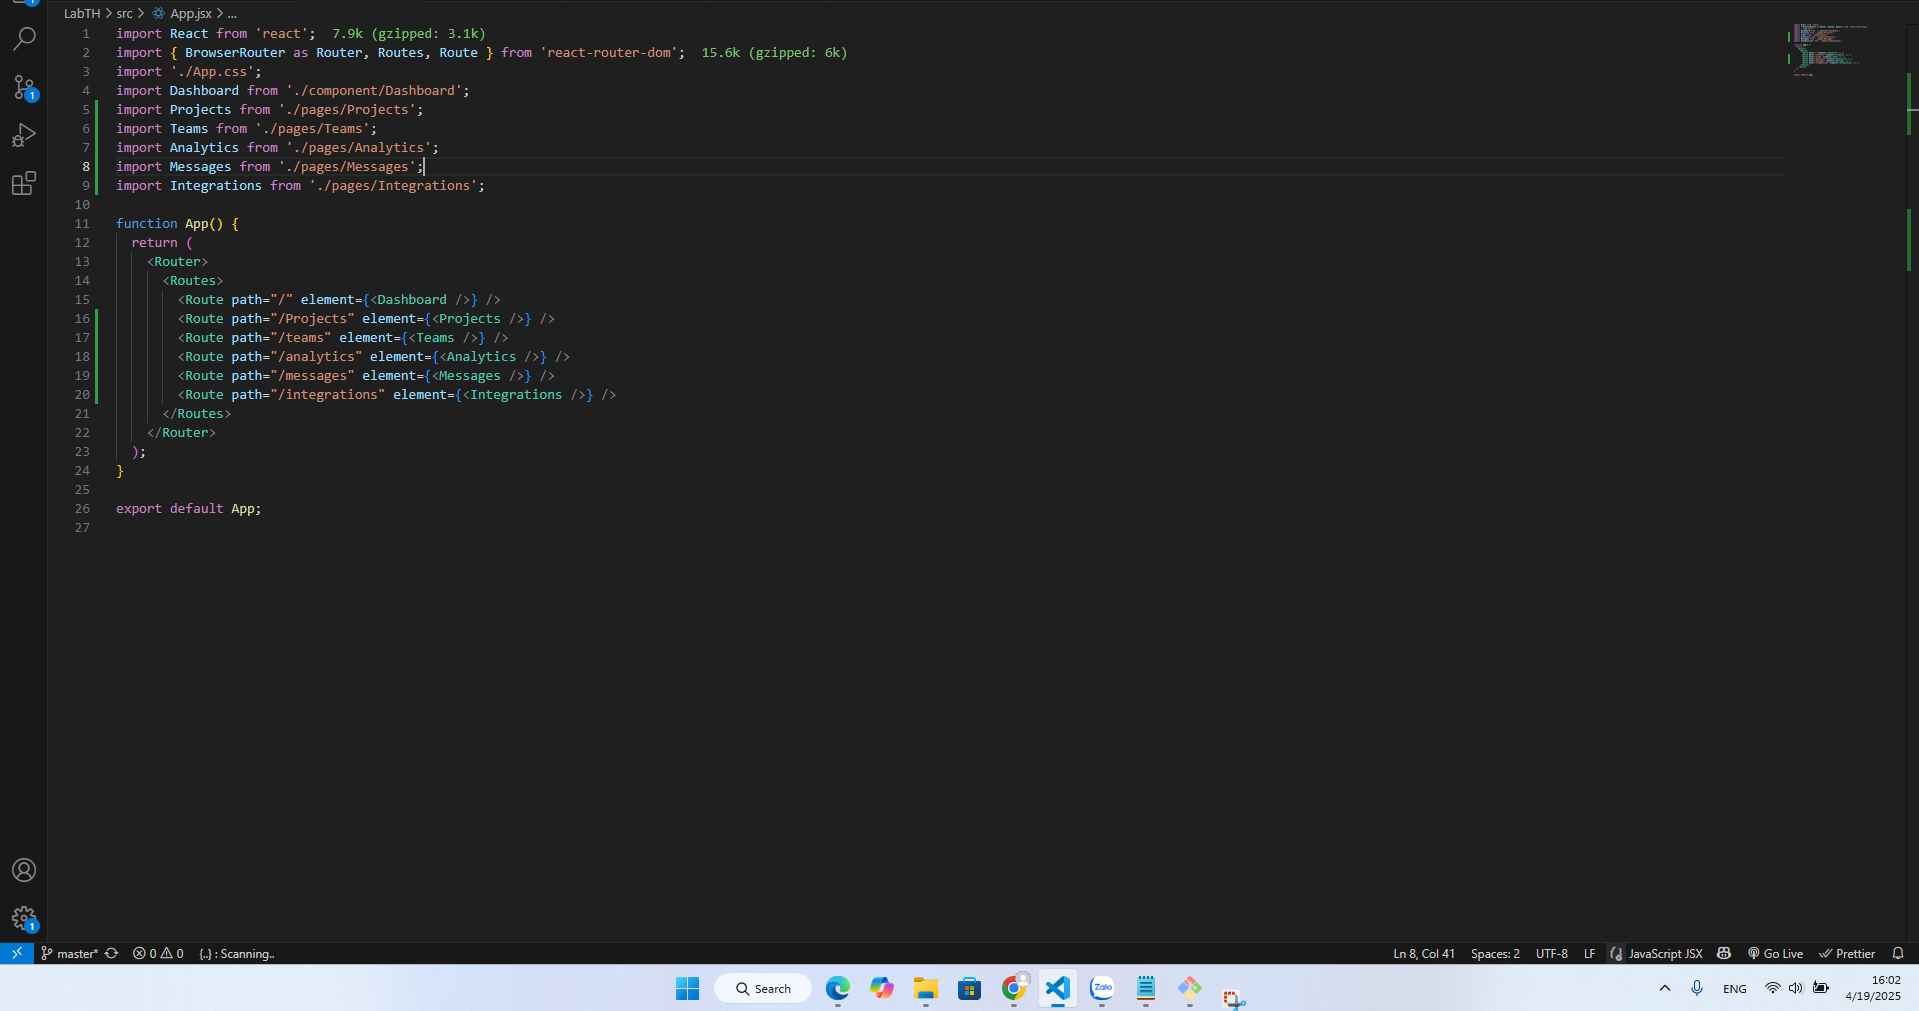 LabTH > src > App.jsx > ...
1 import React from 'react'; 7.9k (gzipped: 3.1k)
2 import { BrowserRouter as Router, Routes, Route } from 'react-router-dom'; 15.6k (gzipped: 6k)
3 import './App.css';
4 import Dashboard from './component/Dashboard';
5 import Projects from './pages/Projects';
6 import Teams from './pages/Teams';
7 import Analytics from './pages/Analytics';
8 import Messages from './pages/Messages';
9 import Integrations from './pages/Integrations';
10
11 function App() {
12   return (
13     <Router>
14       <Routes>
15         <Route path="/" element={<Dashboard />} />
16         <Route path="/Projects" element={<Projects />} />
17         <Route path="/teams" element={<Teams />} />
18         <Route path="/analytics" element={<Analytics />} />
19         <Route path="/messages" element={<Messages />} />
20         <Route path="/integrations" element={<Integrations />} />
21       </Routes>
22     </Router>
23   );
24 }
25
26 export default App;
27
1
1
master* 0 0 {..} : Scanning.. Ln 8, Col 41 Spaces: 2 UTF-8 LF JavaScript JSX Go Live Prettier
Search Zalo ENG 16:02
4/19/2025